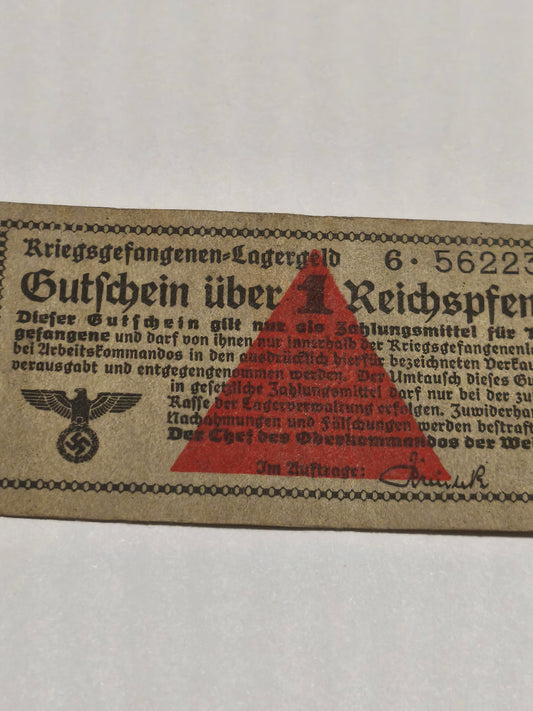 Kriegsgefangenen-Lagergeld 6 · 56223
Gutschein über 1 Reichspfen
Dieser Gutschein gilt nur als Zahlungsmittel für
gefangene und darf von ihnen nur innerhalb der Kriegsgefangenenla
bei Arbeitskommandos in den ausdrücklich hierfür bezeichneten Verkau
verausgabt und entgegengenommen werden. Der Umtausch dieses Gu
in gesetzliche Zahlungsmittel darf nur bei der zu
Kasse der Lagerverwaltung erfolgen. Zuwiderhan
Nachahmungen und Fälschungen werden bestraft
Der Chef des Oberkommandos der We
Im Auftrage: